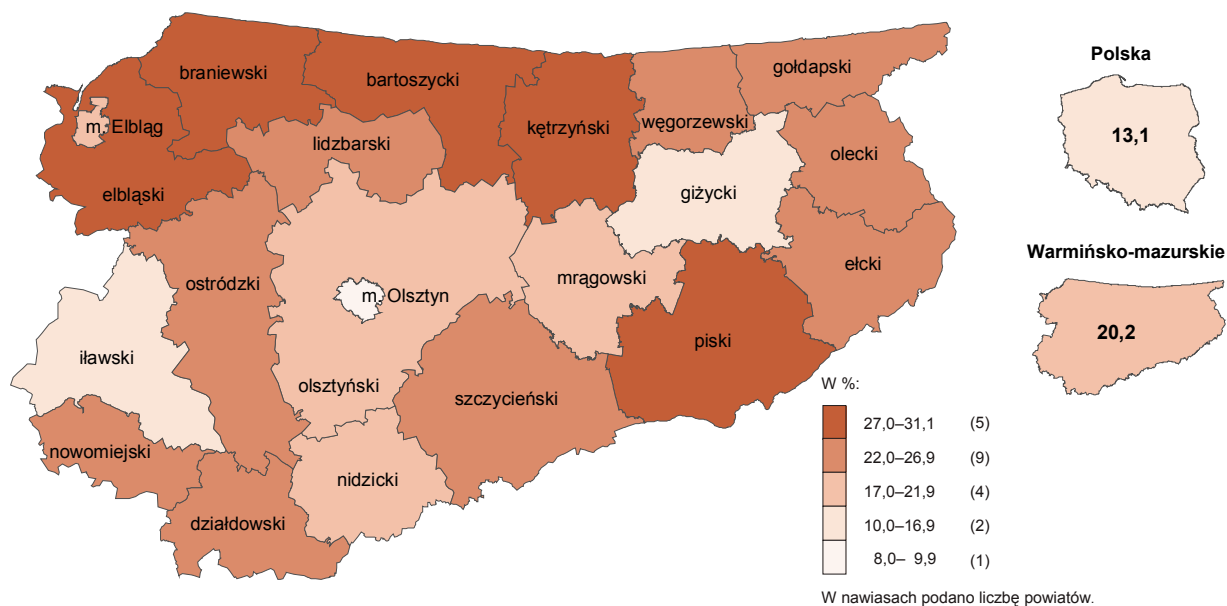 braniewski
bartoszycki
gołdapski
Polska
m. Elbląg
kętrzyński
węgorzewski
13,1
lidzbarski
olecki
elbląski
giżycki
Warmińsko-mazurskie
ostródzki
mrągowski
ełcki
m. Olsztyn
20,2
iławski
piski
olsztyński
szczycieński
W %:
27,0–31,1 (5)
nowomiejski
22,0–26,9 (9)
nidzicki
17,0–21,9 (4)
działdowski
10,0–16,9 (2)
8,0– 9,9 (1)
W nawiasach podano liczbę powiatów.